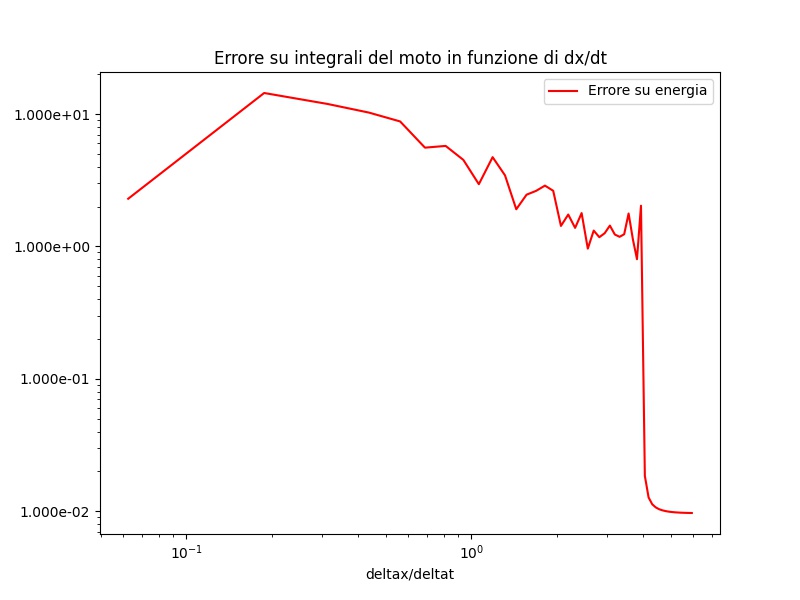 Errore su integrali del moto in funzione di dx/dt
Errore su energia
1.000e+01
1.000e+00
1.000e-01
1.000e-02
10⁻¹
10⁰
deltax/deltat